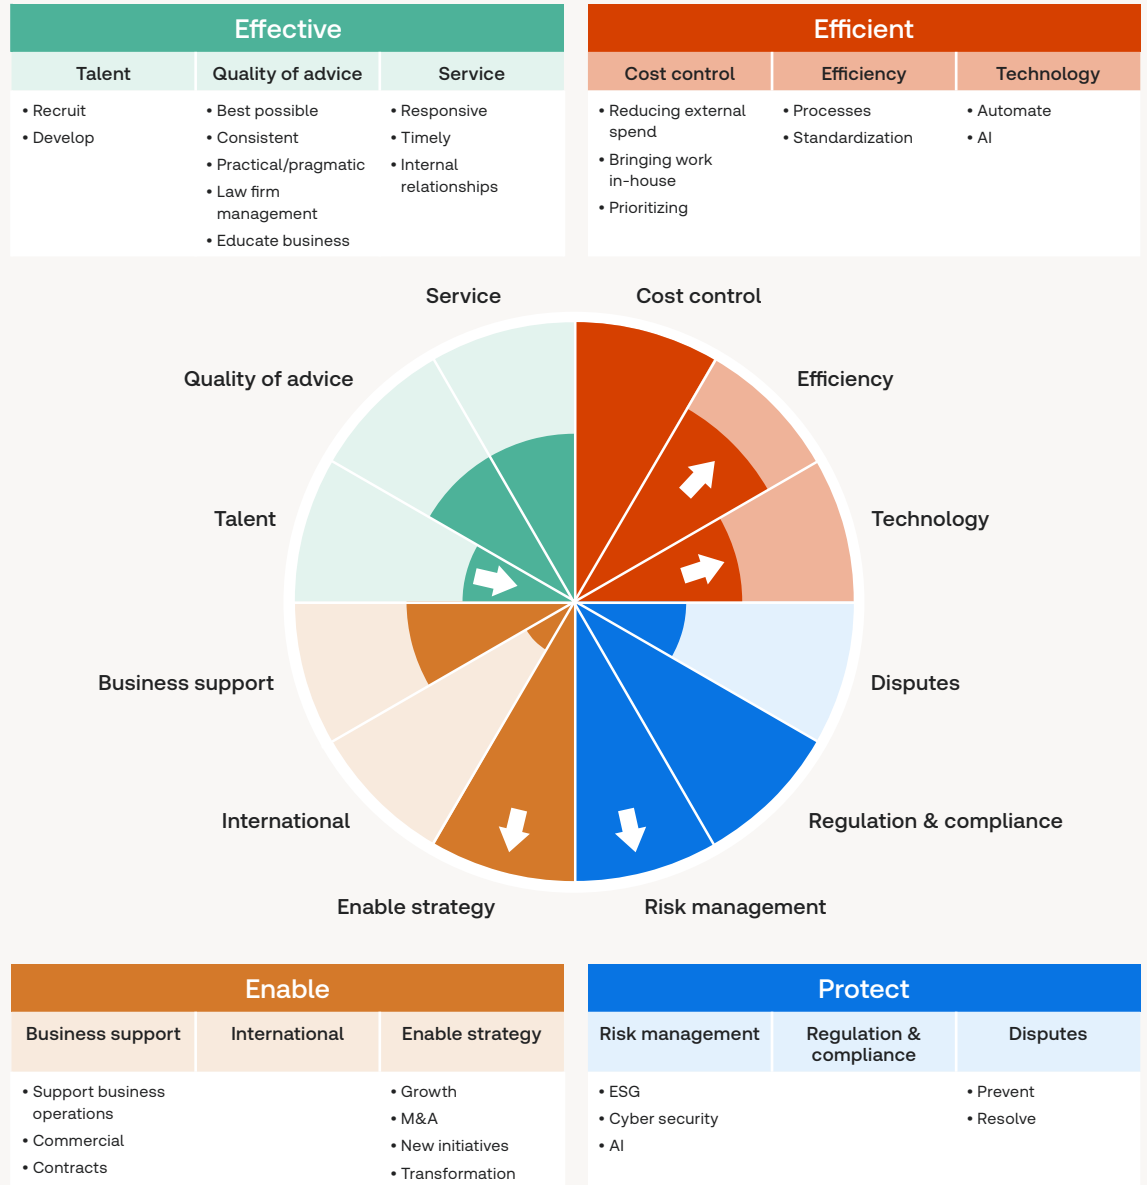 Effective
Talent
Quality of advice
Service
• Recruit
• Develop
• Best possible
• Consistent
• Practical/pragmatic
• Law firm
management
• Educate business
• Responsive
• Timely
• Internal
relationships
Efficient
Cost control
Efficiency
Technology
• Reducing external
spend
• Bringing work
in-house
• Prioritizing
• Processes
• Standardization
• Automate
• AI
Service
Cost control
Quality of advice
Efficiency
Talent
Technology
Business support
Disputes
International
Regulation & compliance
Enable strategy
Risk management
Enable
Business support
International
Enable strategy
• Support business
operations
• Commercial
• Contracts
• Growth
• M&A
• New initiatives
• Transformation
Protect
Risk management
Regulation &
compliance
Disputes
• ESG
• Cyber security
• AI
• Prevent
• Resolve